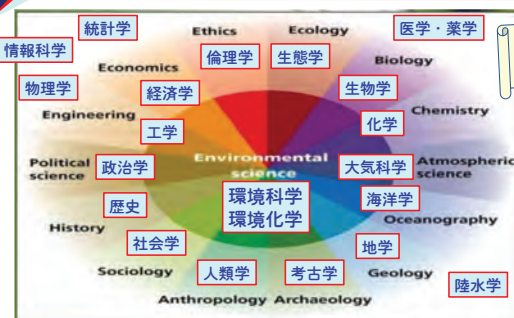 統計学
Ethics
Ecology
医学・薬学
情報科学
倫理学
生態学
Economics
Biology
物理学
経済学
生物学
Engineering
Chemistry
工学
化学
Political
science
政治学
Environmental
science
大気科学
Atmospheric
science
環境科学
環境化学
歴史
海洋学
History
Oceanography
社会学
地学
Sociology
人類学
考古学
Geology
陸水学
Anthropology
Archaeology